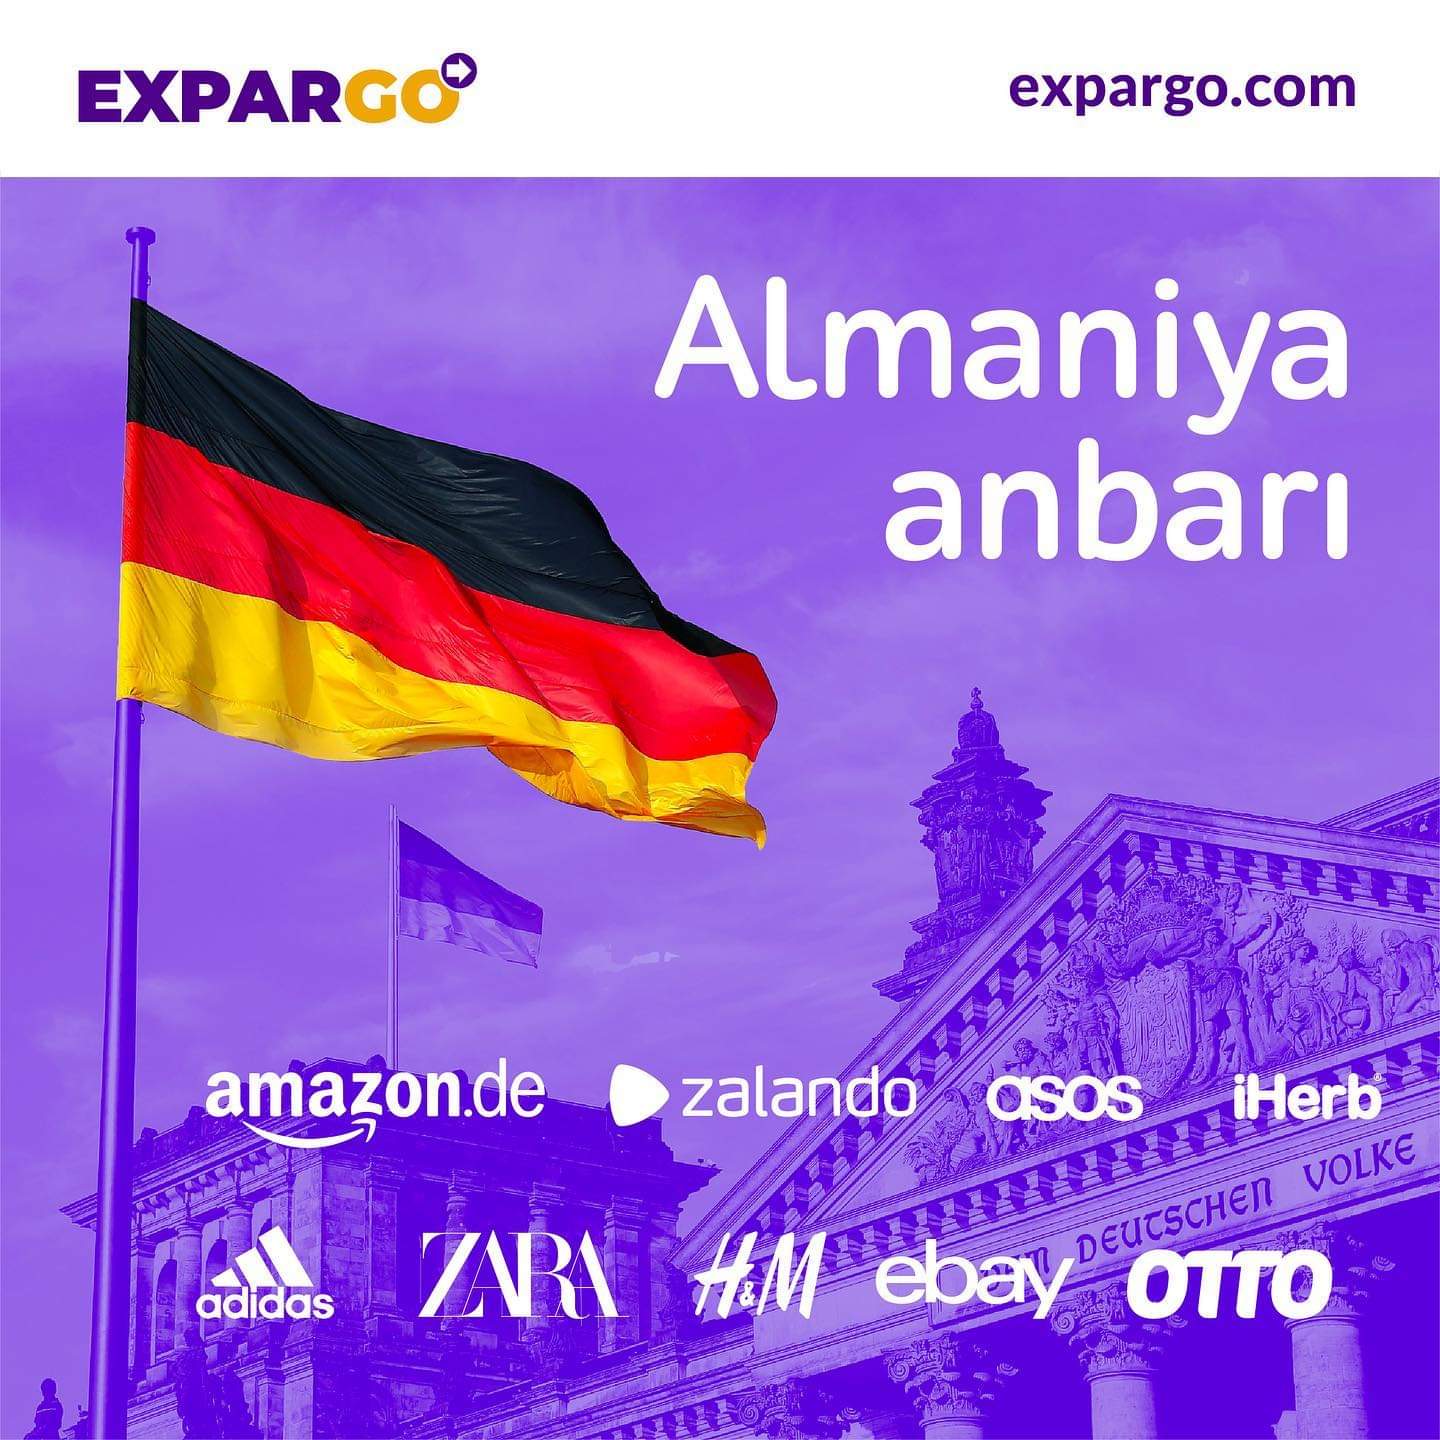 EXPARGO
expargo.com
Almaniya
anbarı
amazon.de zalando asos iHerb®
DEUTSCHEN VOLKE
adidas ZARA H&M ebay OTTO